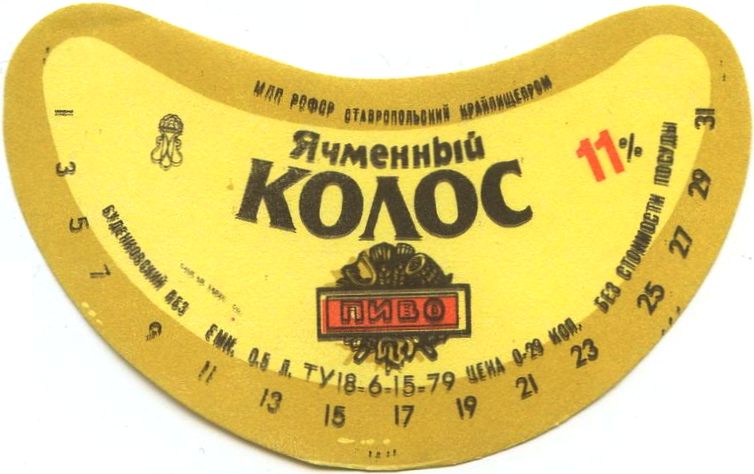 МПП РСФСР СТАВРОПОЛЬСКИЙ КРАЙПИЩЕПРОМ
Ячменный
КОЛОС
11%
ПИВО
БУДЕННОВСКИЙ ПБЗ ЕМК. 0,5 Л. ТУ18-6-15-79 ЦЕНА 0-29 КОП. БЕЗ СТОИМОСТИ ПОСУДЫ
1 3 5 7 9 11 13 15 17 19 21 23 25 27 29 31